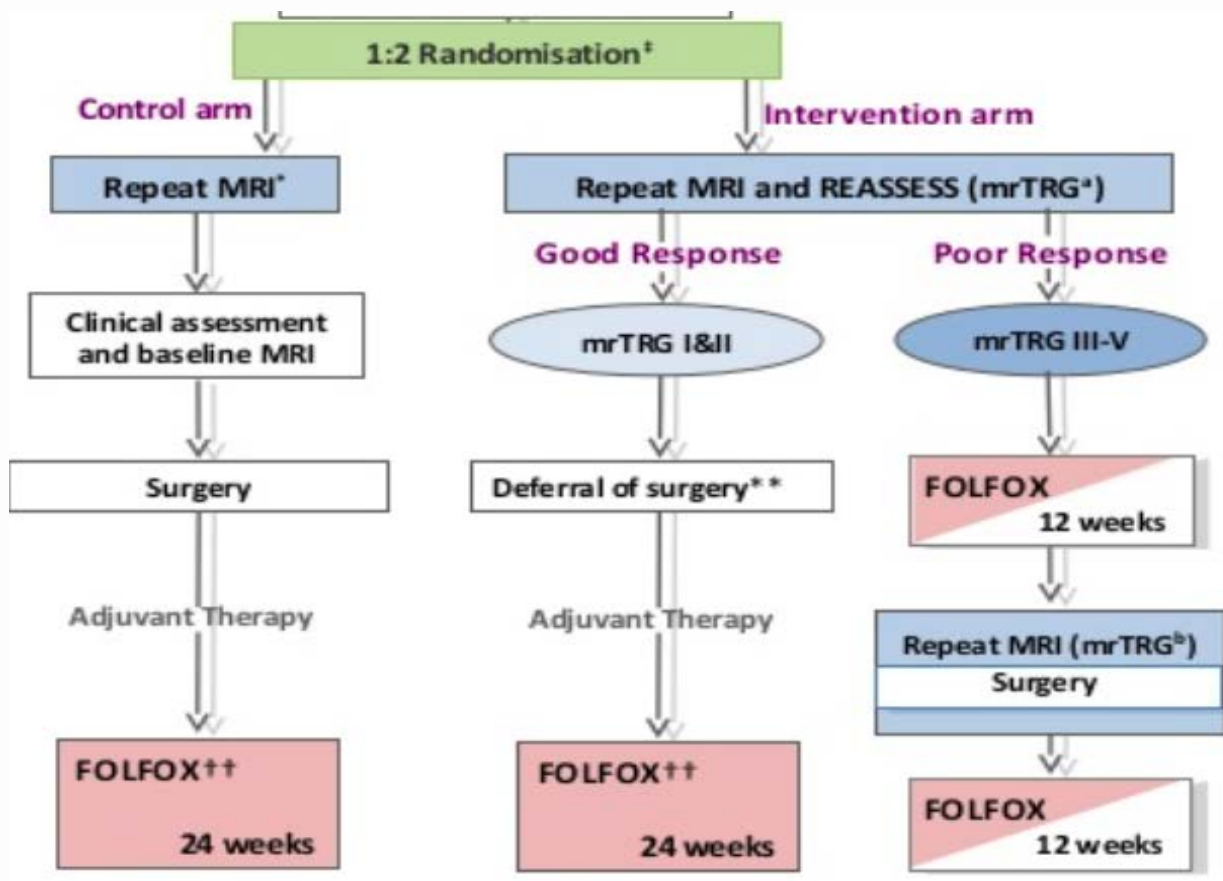 1:2 Randomisation‡
Control arm
Intervention arm
Repeat MRI*
Repeat MRI and REASSESS (mrTRGª)
Good Response
Poor Response
Clinical assessment
and baseline MRI
mrTRG I&II
mrTRG III-V
Surgery
Deferral of surgery**
FOLFOX
12 weeks
Adjuvant Therapy
Adjuvant Therapy
Repeat MRI (mrTRGᵇ)
Surgery
FOLFOX††
24 weeks
FOLFOX††
24 weeks
FOLFOX
12 weeks